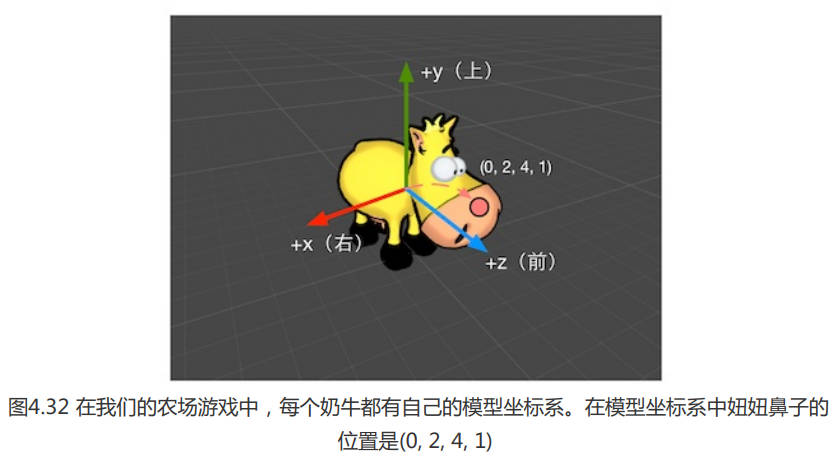 +y（上）
(0, 2, 4, 1)
+x（右）
+z（前）
图4.32 在我们的农场游戏中，每个奶牛都有自己的模型坐标系。在模型坐标系中妞妞鼻子的
位置是(0, 2, 4, 1)